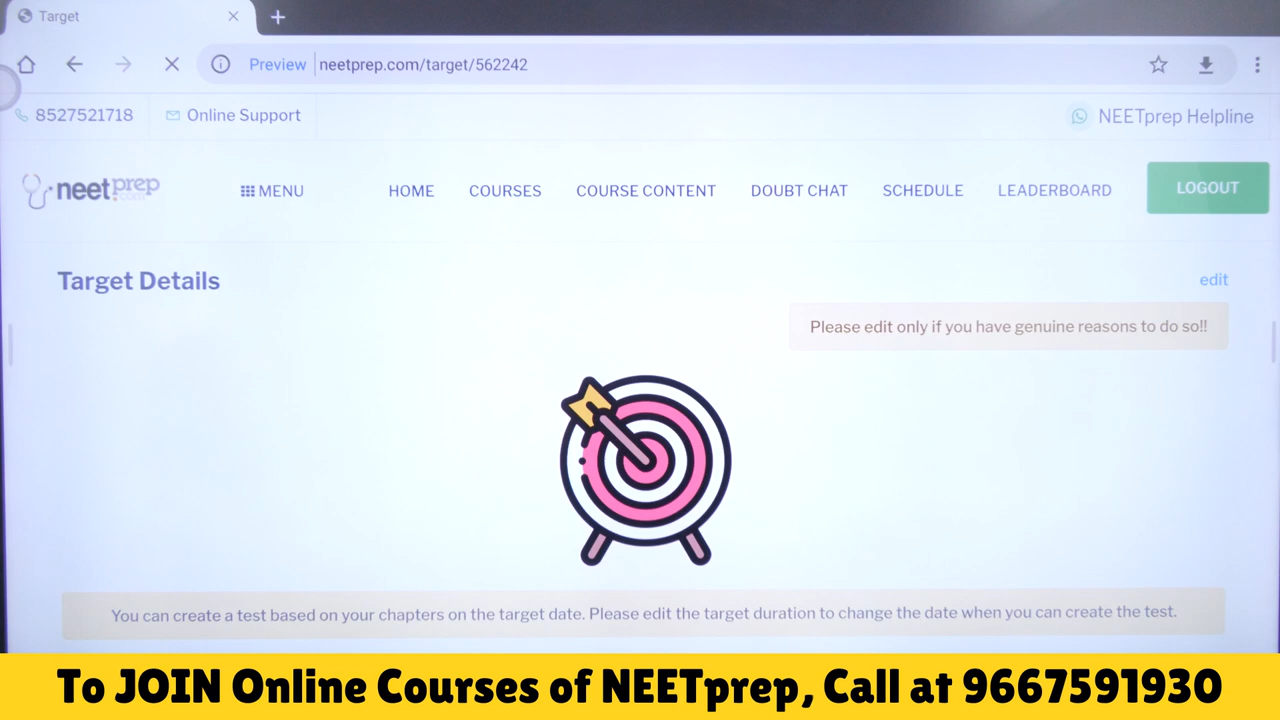 Target
Preview neetprep.com/target/562242
8527521718 Online Support NEETprep Helpline
neetprep.com MENU HOME COURSES COURSE CONTENT DOUBT CHAT SCHEDULE LEADERBOARD LOGOUT
Target Details edit
Please edit only if you have genuine reasons to do so!!
You can create a test based on your chapters on the target date. Please edit the target duration to change the date when you can create the test.
To JOIN Online Courses of NEETprep, Call at 9667591930